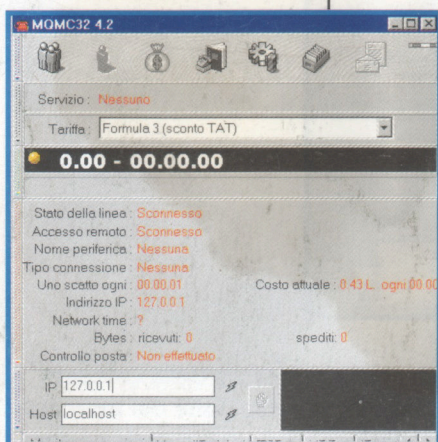 MQMC32 4.2
Servizio : Nessuno
Tariffa : Formula 3 (sconto TAT)
0.00 - 00.00.00
Stato della linea : Sconnesso
Accesso remoto : Sconnesso
Nome periferica : Nessuna
Tipo connessione : Nessuna
Uno scatto ogni : 00.00.01 Costo attuale : 0.43 L. ogni 00.00
Indirizzo IP : 127.0.0.1
Network time : ?
Bytes : ricevuti: 0 spediti: 0
Controllo posta : Non effettuato
IP 127.0.0.1
Host localhost